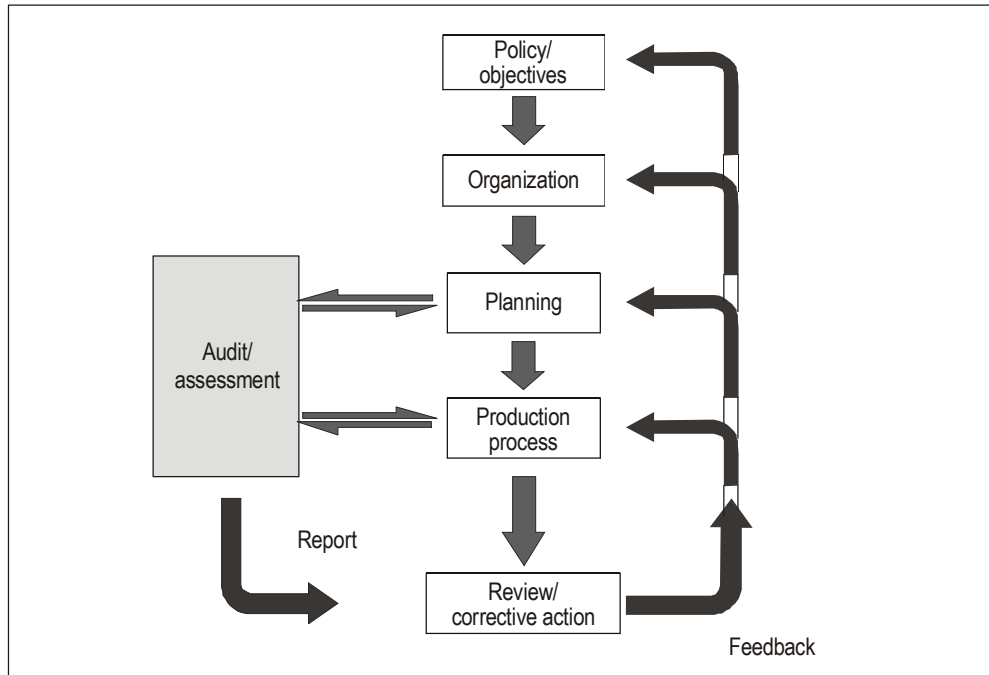 Policy/
objectives
Organization
Planning
Audit/
assessment
Production
process
Report
Review/
corrective action
Feedback